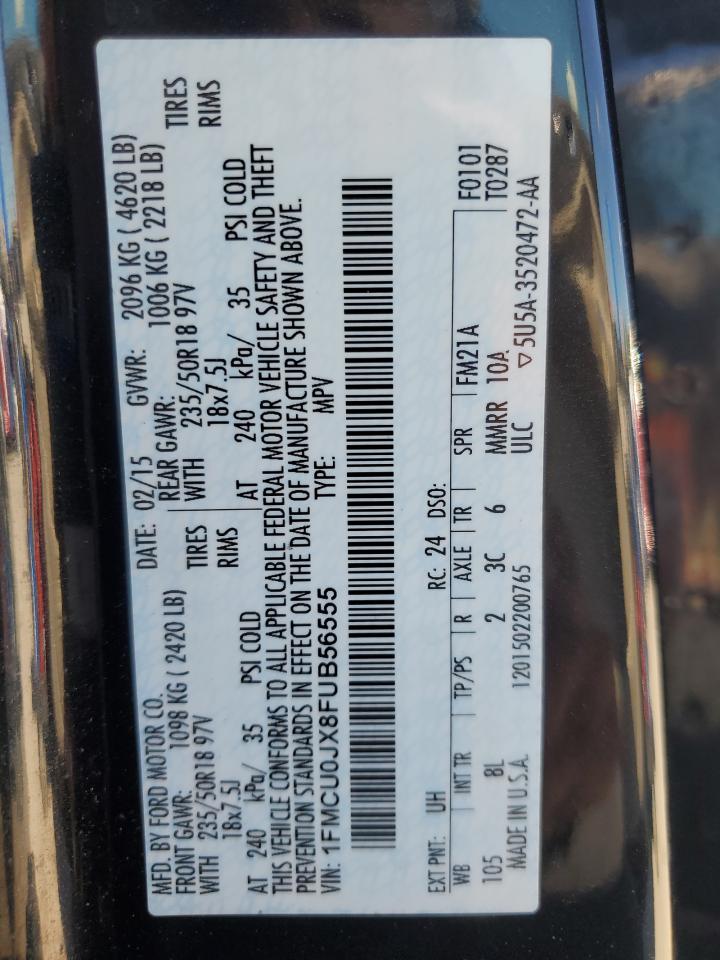 MFD. BY FORD MOTOR CO. DATE: 02/15 GVWR: 2096 KG ( 4620 LB)
FRONT GAWR: 1098 KG ( 2420 LB) REAR GAWR: 1006 KG ( 2218 LB)
WITH 235/50R18 97V TIRES WITH 235/50R18 97V TIRES
18x7.5J RIMS 18x7.5J RIMS
AT 240 kPa/ 35 PSI COLD AT 240 kPa/ 35 PSI COLD
THIS VEHICLE CONFORMS TO ALL APPLICABLE FEDERAL MOTOR VEHICLE SAFETY AND THEFT
PREVENTION STANDARDS IN EFFECT ON THE DATE OF MANUFACTURE SHOWN ABOVE.
VIN: 1FMCU0JX8FUB56555 TYPE: MPV
EXT PNT: UH RC: 24 DSO: F0101
WB INT TR TP/PS R AXLE TR SPR FM21A T0287
105 8L 2 3C 6 MMRR 10A
MADE IN U.S.A. 1201502200765 ULC ▽5U5A-3520472-AA